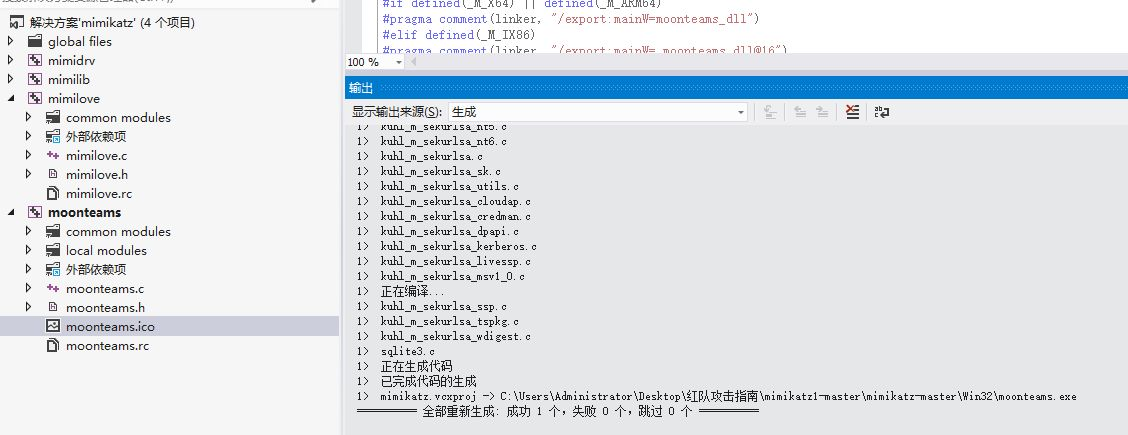 解决方案'mimikatz' (4 个项目)
global files
mimidrv
mimilib
mimilove
common modules
外部依赖项
mimilove.c
mimilove.h
mimilove.rc
moonteams
common modules
local modules
外部依赖项
moonteams.c
moonteams.h
moonteams.ico
moonteams.rc
#if defined(_M_X64) || defined(_M_ARM64)
#pragma comment(linker, "/export:mainW=moonteams_dll")
#elif defined(_M_IX86)
#pragma comment(linker, "/export:mainW=_moonteams_dll@16")
100 %
输出
显示输出来源(S): 生成
1> kuhl_m_sekurlsa_nt5.c
1> kuhl_m_sekurlsa_nt6.c
1> kuhl_m_sekurlsa.c
1> kuhl_m_sekurlsa_sk.c
1> kuhl_m_sekurlsa_utils.c
1> kuhl_m_sekurlsa_cloudap.c
1> kuhl_m_sekurlsa_credman.c
1> kuhl_m_sekurlsa_dpapi.c
1> kuhl_m_sekurlsa_kerberos.c
1> kuhl_m_sekurlsa_livessp.c
1> kuhl_m_sekurlsa_msv1_0.c
1> 正在编译...
1> kuhl_m_sekurlsa_ssp.c
1> kuhl_m_sekurlsa_tspkg.c
1> kuhl_m_sekurlsa_wdigest.c
1> sqlite3.c
1> 正在生成代码
1> 已完成代码的生成
1> mimikatz.vcxproj -> C:\Users\Administrator\Desktop\红队攻击指南\mimikatz1-master\mimikatz-master\Win32\moonteams.exe
========== 全部重新生成: 成功 1 个，失败 0 个，跳过 0 个 ==========